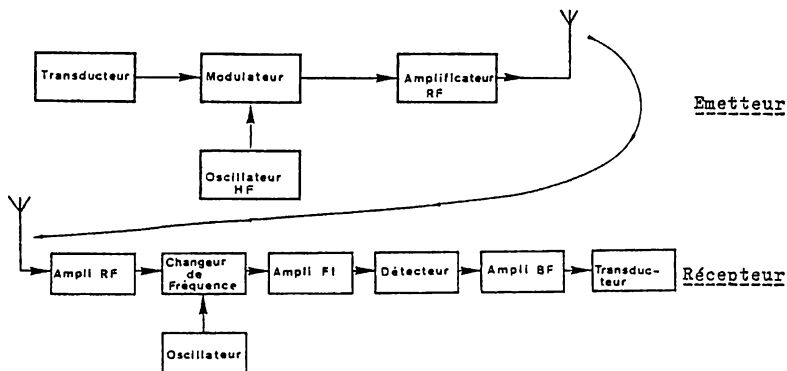 Transducteur
Modulateur
Amplificateur
RF
Emetteur
Oscillateur
HF
Ampli RF
Changeur
de
Fréquence
Ampli FI
Détecteur
Ampli BF
Transduc-
teur
Récepteur
Oscillateur